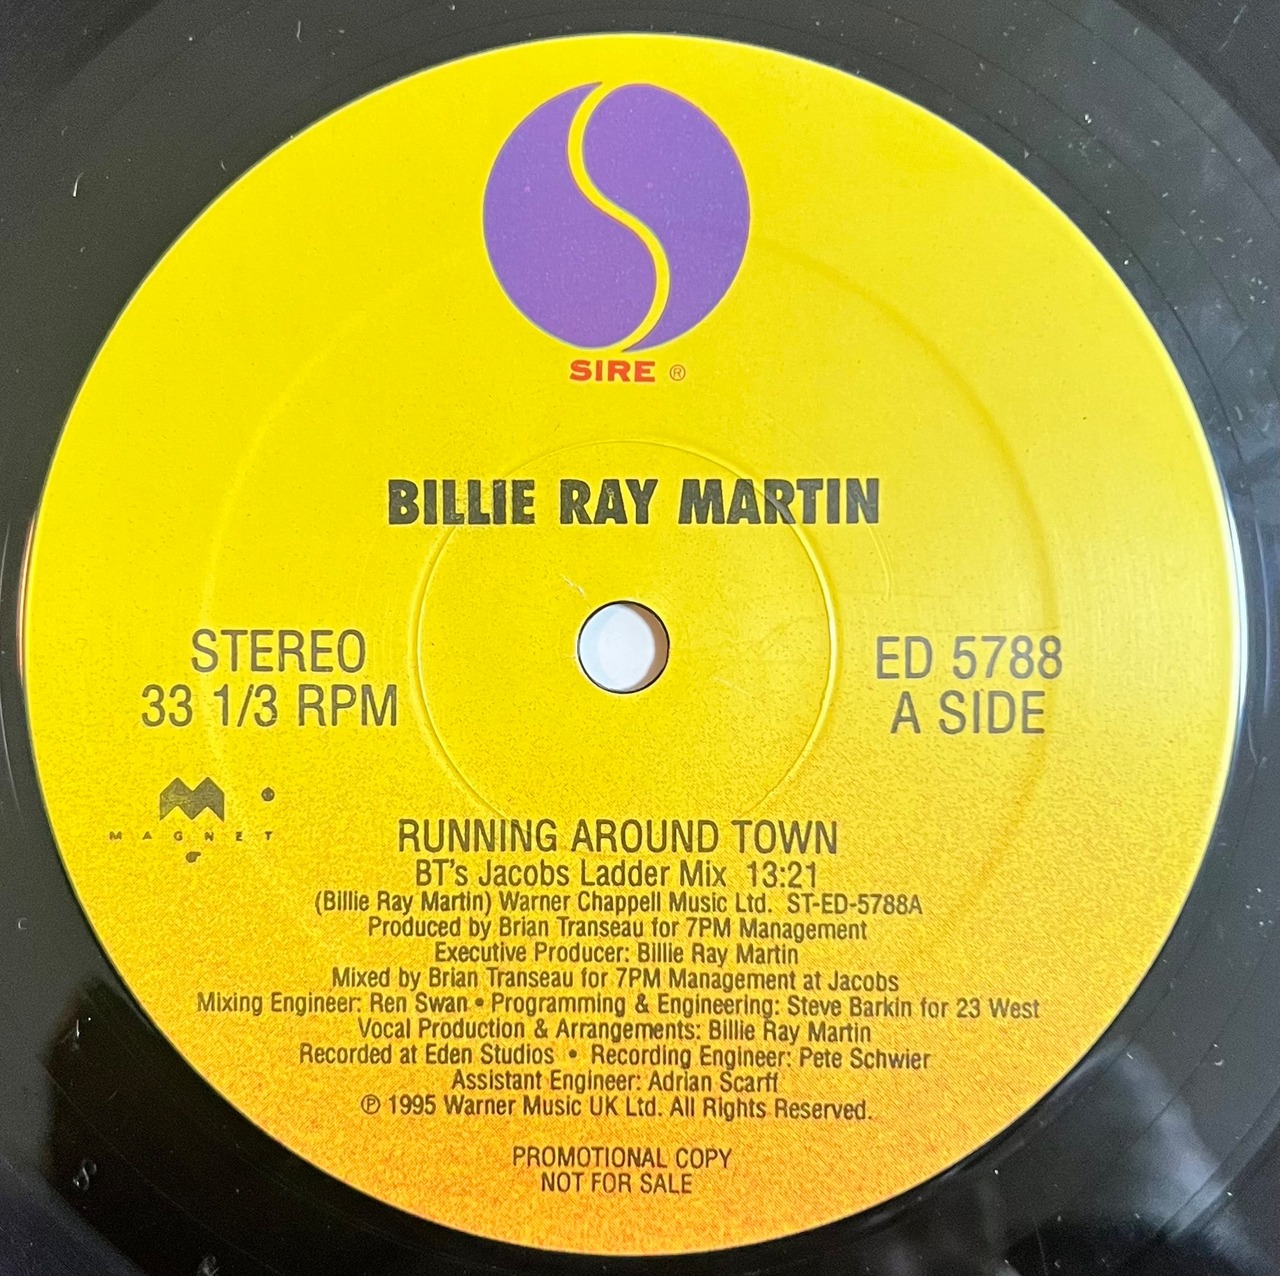 SIRE ®
BILLIE RAY MARTIN
STEREO
33 1/3 RPM
ED 5788
A SIDE
MAGNET
RUNNING AROUND TOWN
BT's Jacobs Ladder Mix 13:21
(Billie Ray Martin) Warner Chappell Music Ltd. ST-ED-5788A
Produced by Brian Transeau for 7PM Management
Executive Producer: Billie Ray Martin
Mixed by Brian Transeau for 7PM Management at Jacobs
Mixing Engineer: Ren Swan • Programming & Engineering: Steve Barkin for 23 West
Vocal Production & Arrangements: Billie Ray Martin
Recorded at Eden Studios • Recording Engineer: Pete Schwier
Assistant Engineer: Adrian Scarff
℗ 1995 Warner Music UK Ltd. All Rights Reserved.
PROMOTIONAL COPY
NOT FOR SALE